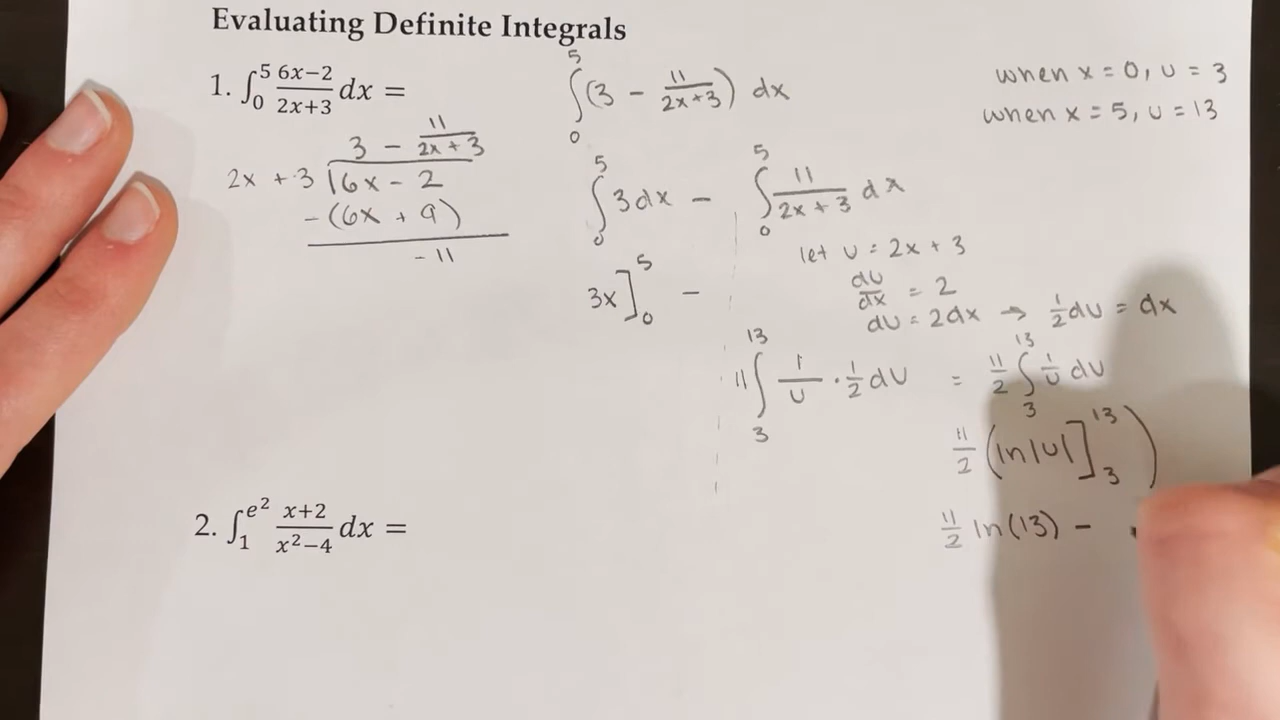 Evaluating Definite Integrals
1. ∫₀⁵ (6x−2)/(2x+3) dx =
∫₀⁵ (3 − 11/(2x+3)) dx
when x = 0, u = 3
when x = 5, u = 13
3 − 11/(2x + 3)
2x + 3 | 6x − 2
−(6x + 9)
−11
∫₀⁵ 3dx − ∫₀⁵ 11/(2x + 3) dx
let u = 2x + 3
du/dx = 2
du = 2dx → ½du = dx
3x]₀⁵ −
11 ∫₃¹³ 1/u · ½ du = 11/2 ∫₃¹³ 1/u du
11/2 (ln|u|]₃¹³)
11/2 ln(13) −
2. ∫₁^(e²) (x+2)/(x²−4) dx =